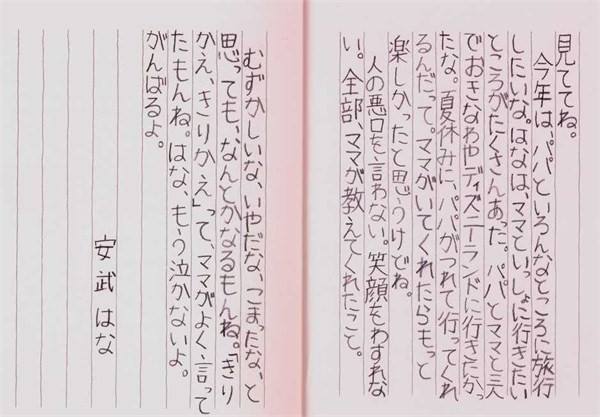 見ててね。
今年は、パパといろんなところに旅行
したいな。はなは、ママといっしょに行きたい
ところがたくさんあった。パパとママと三人
でおきなわやディズニーランドに行きたかっ
たな。夏休みに、パパがつれて行ってくれ
るんだって。ママがいてくれたらもっと
楽しかったと思うけどね。
人の悪口を言わない。笑顔をわすれな
い。全部、ママが教えてくれたこと。
むずかしいな、いやだな、こまったな、と
思っても、なんとかなるもんね。「きり
かえ、きりかえ」って、ママがよく、言って
たもんね。はな、もう泣かないよ。
がんばるよ。
安武はな